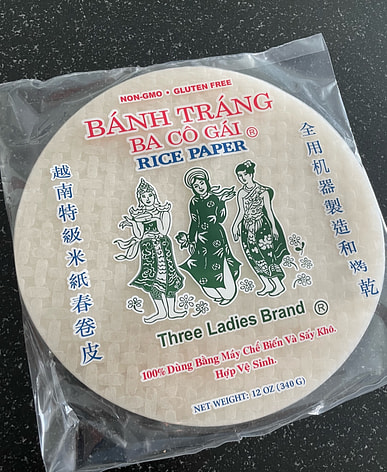 NON-GMO • GLUTEN FREE
BÁNH TRÁNG
BA CÔ GÁI ®
RICE PAPER
越南特級米紙春卷皮
全用机器製造和烤乾
Three Ladies Brand ®
100% Dùng Bằng Máy Chế Biến Và Sấy Khô.
Hợp Vệ Sinh.
NET WEIGHT: 12 OZ (340 G)